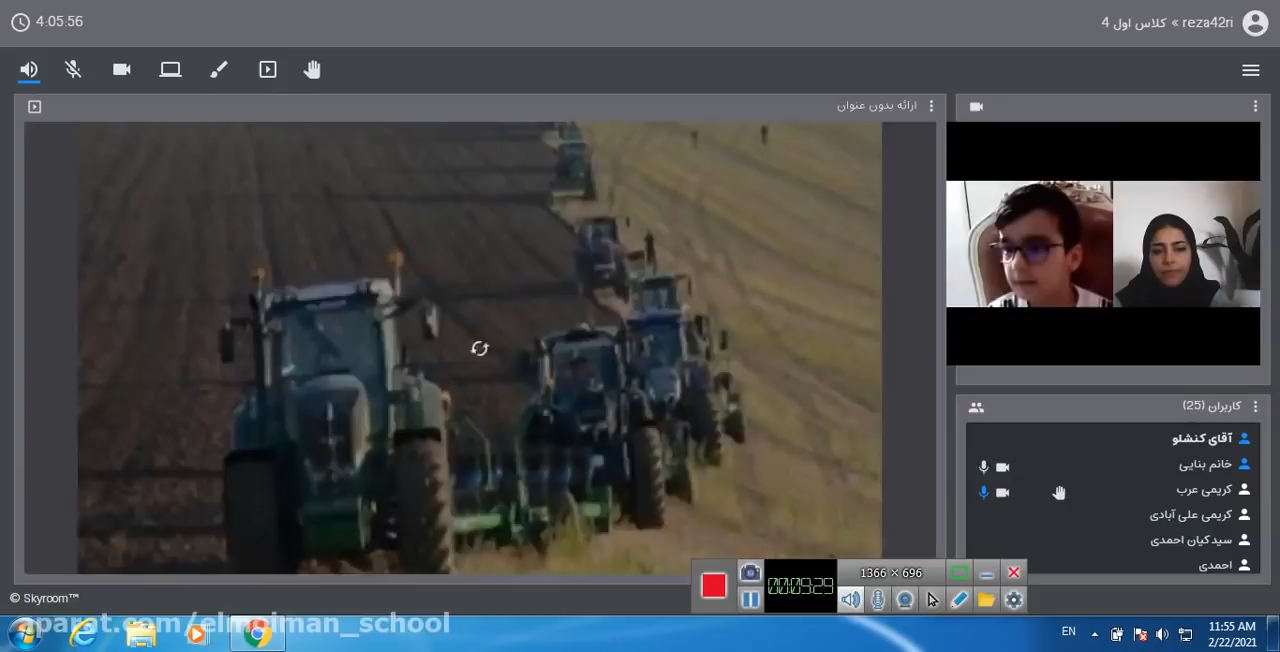 4:05:56
reza42ri » کلاس اول 4
ارائه بدون عنوان
کاربران (25)
آقای کنشلو
خانم بنایی
کریمی عرب
کریمی علی آبادی
سیدکیان احمدی
احمدی
1366 × 696
00:09:29
© Skyroom™
aparat.com/elmoiman_school
EN
11:55 AM
2/22/2021